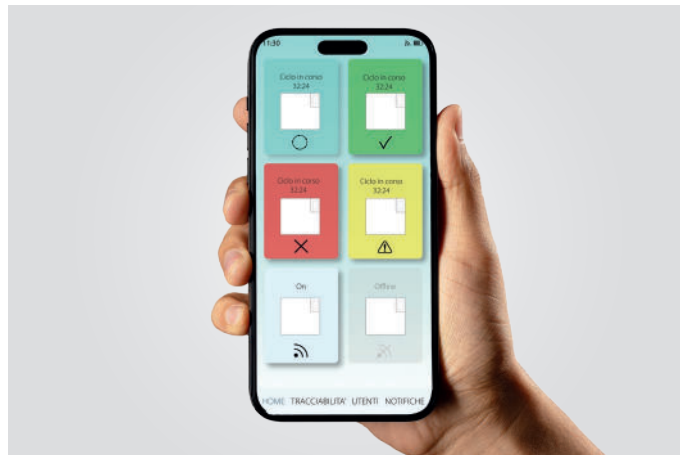 11:30
Ciclo in corso
32:24
Ciclo in corso
32:24
Ciclo in corso
32:24
Ciclo in corso
32:24
On
Offline
HOME TRACCIABILITA' UTENTI NOTIFICHE